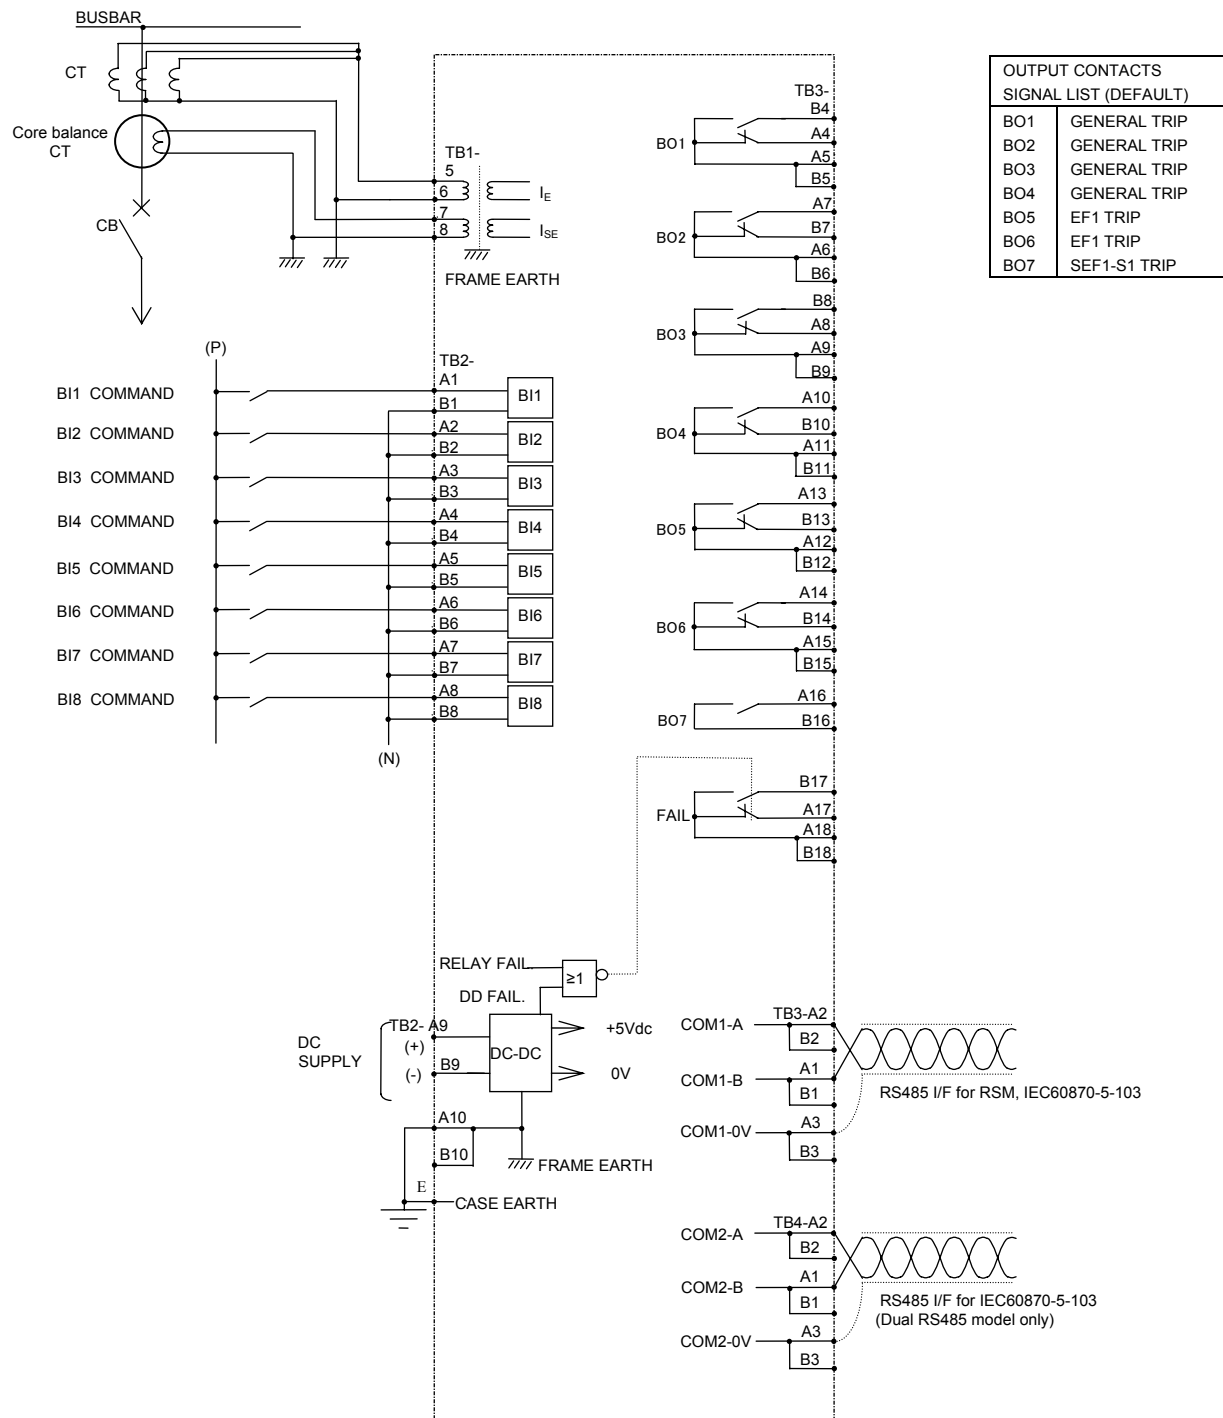 BUSBAR
CT
Core balance
CT
CB
TB1-
5
6
7
8
IE
ISE
FRAME EARTH
(P)
TB2-
BI1 COMMAND
A1
B1
BI1
BI2 COMMAND
A2
B2
BI2
BI3 COMMAND
A3
B3
BI3
BI4 COMMAND
A4
B4
BI4
BI5 COMMAND
A5
B5
BI5
BI6 COMMAND
A6
B6
BI6
BI7 COMMAND
A7
B7
BI7
BI8 COMMAND
A8
B8
BI8
(N)
TB3-
BO1
B4
A4
A5
B5
BO2
A7
B7
A6
B6
BO3
B8
A8
A9
B9
BO4
A10
B10
A11
B11
BO5
A13
B13
A12
B12
BO6
A14
B14
A15
B15
BO7
A16
B16
FAIL
B17
A17
A18
B18
OUTPUT CONTACTS
SIGNAL LIST (DEFAULT)
BO1 GENERAL TRIP
BO2 GENERAL TRIP
BO3 GENERAL TRIP
BO4 GENERAL TRIP
BO5 EF1 TRIP
BO6 EF1 TRIP
BO7 SEF1-S1 TRIP
RELAY FAIL.
≥1
DD FAIL.
DC
SUPPLY
TB2- A9
(+)
B9
(-)
DC-DC
+5Vdc
0V
A10
B10
FRAME EARTH
E
CASE EARTH
COM1-A
TB3-A2
B2
COM1-B
A1
B1
COM1-0V
A3
B3
RS485 I/F for RSM, IEC60870-5-103
COM2-A
TB4-A2
B2
COM2-B
A1
B1
COM2-0V
A3
B3
RS485 I/F for IEC60870-5-103
(Dual RS485 model only)